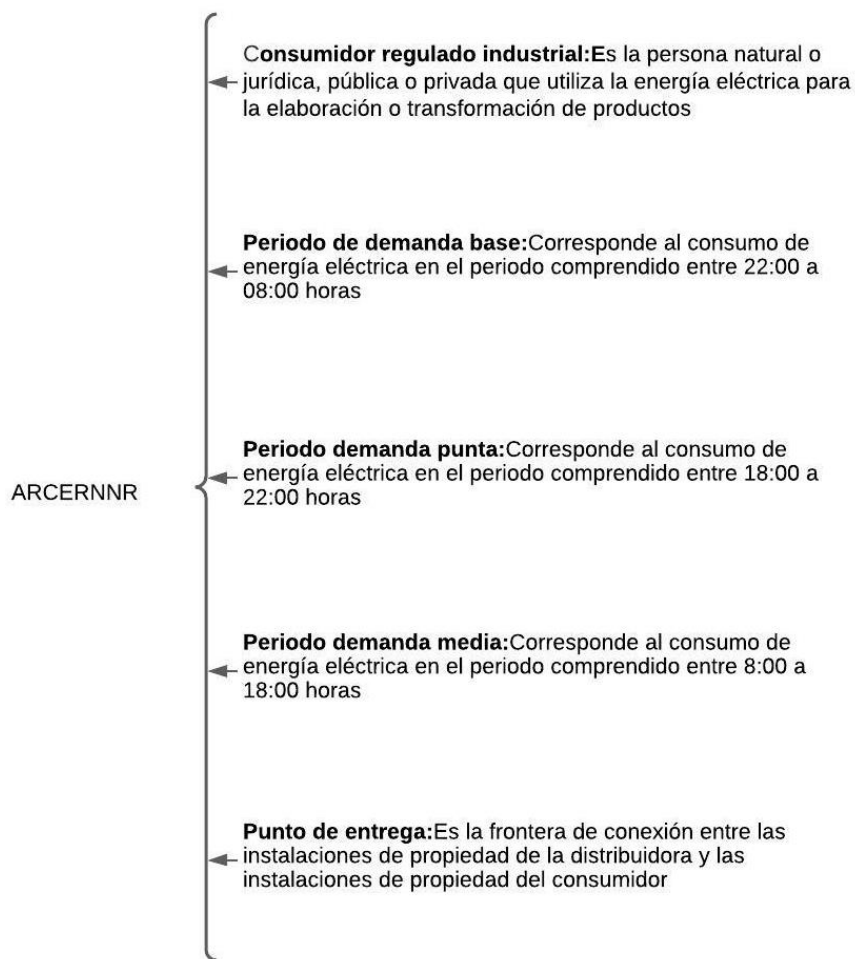 Consumidor regulado industrial:Es la persona natural o
jurídica, pública o privada que utiliza la energía eléctrica para
la elaboración o transformación de productos
Periodo de demanda base:Corresponde al consumo de
energía eléctrica en el periodo comprendido entre 22:00 a
08:00 horas
Periodo demanda punta:Corresponde al consumo de
energía eléctrica en el periodo comprendido entre 18:00 a
22:00 horas
ARCERNNR
Periodo demanda media:Corresponde al consumo de
energía eléctrica en el periodo comprendido entre 8:00 a
18:00 horas
Punto de entrega:Es la frontera de conexión entre las
instalaciones de propiedad de la distribuidora y las
instalaciones de propiedad del consumidor